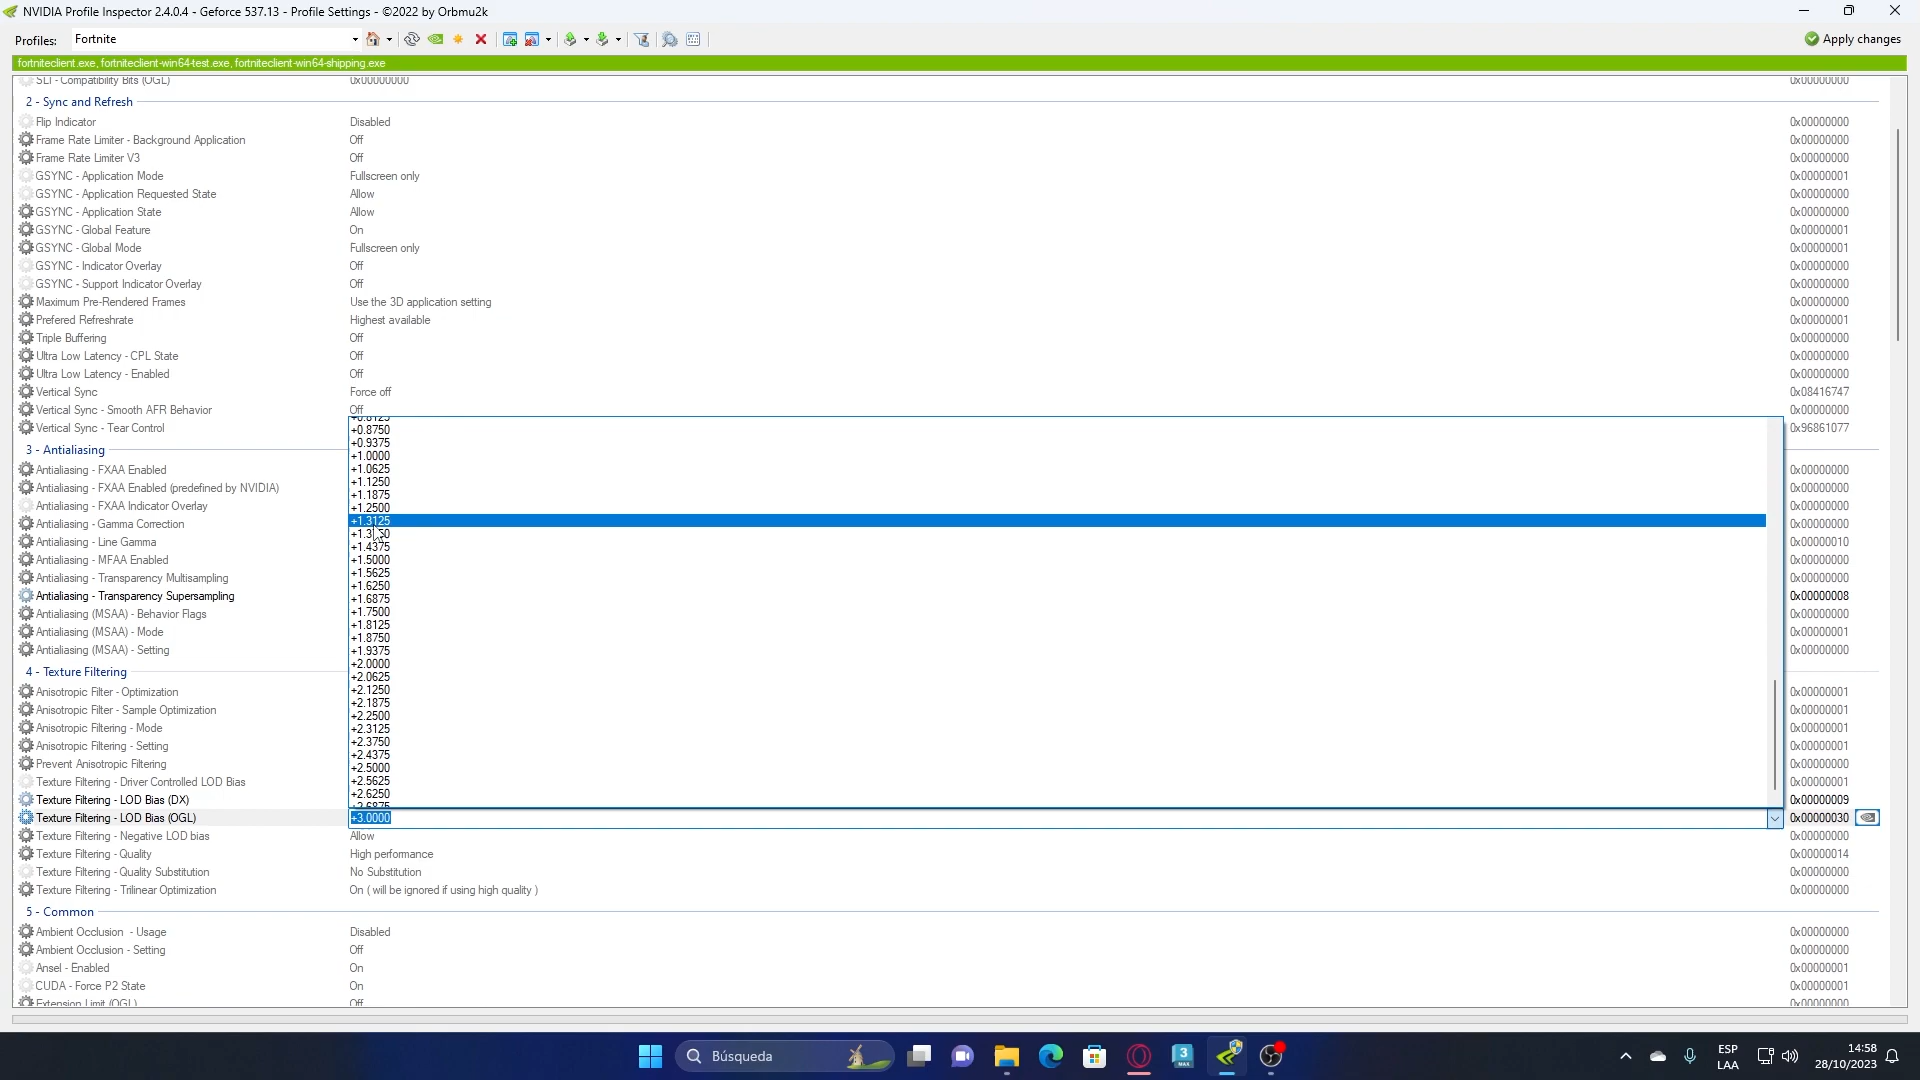 NVIDIA Profile Inspector 2.4.0.4 - Geforce 537.13 - Profile Settings - ©2022 by Orbmu2k
Profiles: Fortnite Apply changes
fortniteclient.exe, fortniteclient-win64-test.exe, fortniteclient-win64-shipping.exe
SLI - Compatibility Bits (OGL) 0x00000000 0x00000000
2 - Sync and Refresh
Flip Indicator Disabled 0x00000000
Frame Rate Limiter - Background Application Off 0x00000000
Frame Rate Limiter V3 Off 0x00000000
GSYNC - Application Mode Fullscreen only 0x00000001
GSYNC - Application Requested State Allow 0x00000000
GSYNC - Application State Allow 0x00000000
GSYNC - Global Feature On 0x00000001
GSYNC - Global Mode Fullscreen only 0x00000001
GSYNC - Indicator Overlay Off 0x00000000
GSYNC - Support Indicator Overlay Off 0x00000000
Maximum Pre-Rendered Frames Use the 3D application setting 0x00000000
Prefered Refreshrate Highest available 0x00000001
Triple Buffering Off 0x00000000
Ultra Low Latency - CPL State Off 0x00000000
Ultra Low Latency - Enabled Off 0x00000000
Vertical Sync Force off 0x08416747
Vertical Sync - Smooth AFR Behavior Off 0x00000000
Vertical Sync - Tear Control 0x96861077
3 - Antialiasing
Antialiasing - FXAA Enabled 0x00000000
Antialiasing - FXAA Enabled (predefined by NVIDIA) 0x00000000
Antialiasing - FXAA Indicator Overlay 0x00000000
Antialiasing - Gamma Correction 0x00000000
Antialiasing - Line Gamma 0x00000010
Antialiasing - MFAA Enabled 0x00000000
Antialiasing - Transparency Multisampling 0x00000000
Antialiasing - Transparency Supersampling 0x00000008
Antialiasing (MSAA) - Behavior Flags 0x00000000
Antialiasing (MSAA) - Mode 0x00000001
Antialiasing (MSAA) - Setting 0x00000000
4 - Texture Filtering
Anisotropic Filter - Optimization 0x00000001
Anisotropic Filter - Sample Optimization 0x00000001
Anisotropic Filtering - Mode 0x00000001
Anisotropic Filtering - Setting 0x00000001
Prevent Anisotropic Filtering 0x00000000
Texture Filtering - Driver Controlled LOD Bias 0x00000001
Texture Filtering - LOD Bias (DX) 0x00000009
+0.8125
+0.8750
+0.9375
+1.0000
+1.0625
+1.1250
+1.1875
+1.2500
+1.3125
+1.4375
+1.5000
+1.5625
+1.6250
+1.6875
+1.7500
+1.8125
+1.8750
+1.9375
+2.0000
+2.0625
+2.1250
+2.1875
+2.2500
+2.3125
+2.3750
+2.4375
+2.5000
+2.5625
+2.6250
+2.6875
Texture Filtering - LOD Bias (OGL) +3.0000 0x00000030
Texture Filtering - Negative LOD bias Allow 0x00000000
Texture Filtering - Quality High performance 0x00000014
Texture Filtering - Quality Substitution No Substitution 0x00000000
Texture Filtering - Trilinear Optimization On ( will be ignored if using high quality ) 0x00000000
5 - Common
Ambient Occlusion - Usage Disabled 0x00000000
Ambient Occlusion - Setting Off 0x00000000
Ansel - Enabled On 0x00000001
CUDA - Force P2 State On 0x00000001
Extension Limit (OGL) Off 0x00000000
Búsqueda
3
MAX
ESP
LAA
14:58
28/10/2023